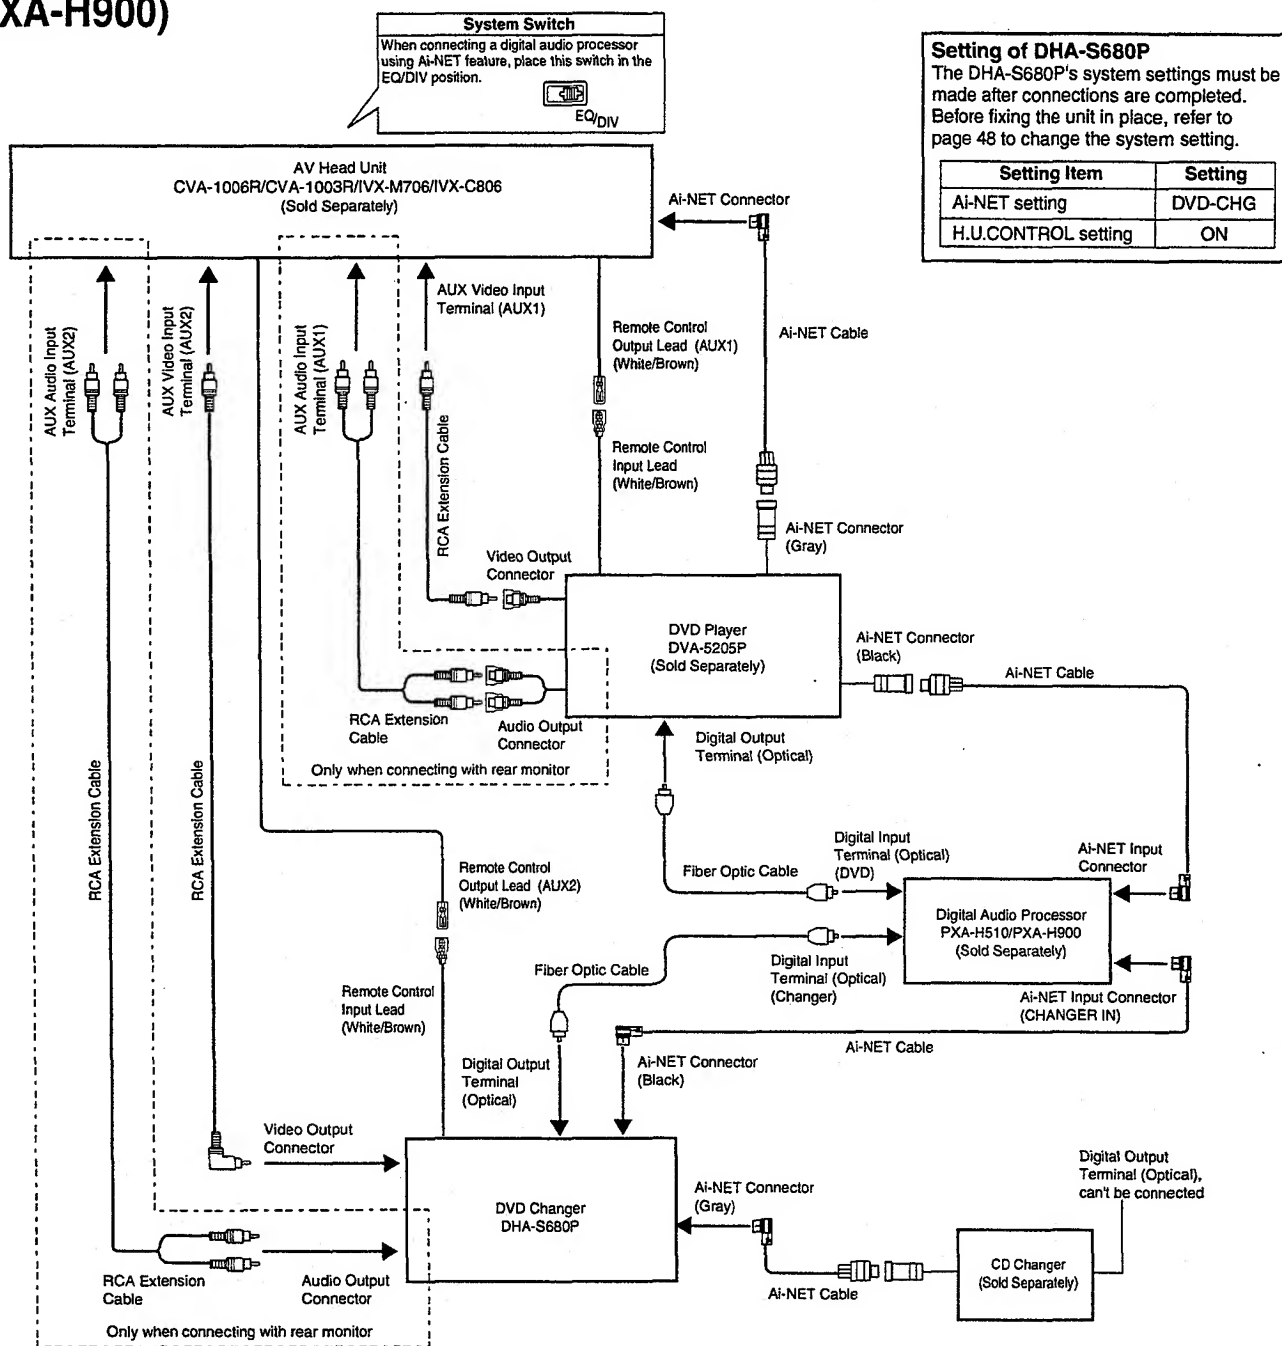 XA-H900)
System Switch
When connecting a digital audio processor
using Ai-NET feature, place this switch in the
EQ/DIV position.
EQ/DIV
Setting of DHA-S680P
The DHA-S680P's system settings must be
made after connections are completed.
Before fixing the unit in place, refer to
page 48 to change the system setting.
Setting Item Setting
Ai-NET setting DVD-CHG
H.U.CONTROL setting ON
AV Head Unit
CVA-1006R/CVA-1003R/IVX-M706/IVX-C806
(Sold Separately)
Ai-NET Connector
AUX Audio Input
Terminal (AUX2)
AUX Video Input
Terminal (AUX2)
AUX Audio Input
Terminal (AUX1)
AUX Video Input
Terminal (AUX1)
Remote Control
Output Lead (AUX1)
(White/Brown)
Ai-NET Cable
RCA Extension Cable
Remote Control
Input Lead
(White/Brown)
Ai-NET Connector
(Gray)
Video Output
Connector
DVD Player
DVA-5205P
(Sold Separately)
Ai-NET Connector
(Black)
Ai-NET Cable
RCA Extension
Cable
Audio Output
Connector
Only when connecting with rear monitor
Digital Output
Terminal (Optical)
RCA Extension Cable
RCA Extension Cable
Fiber Optic Cable
Digital Input
Terminal (Optical)
(DVD)
Ai-NET Input
Connector
Remote Control
Output Lead (AUX2)
(White/Brown)
Digital Audio Processor
PXA-H510/PXA-H900
(Sold Separately)
Fiber Optic Cable
Digital Input
Terminal (Optical)
(Changer)
Ai-NET Input Connector
(CHANGER IN)
Remote Control
Input Lead
(White/Brown)
Ai-NET Cable
Digital Output
Terminal
(Optical)
Ai-NET Connector
(Black)
Video Output
Connector
DVD Changer
DHA-S680P
Ai-NET Connector
(Gray)
Digital Output
Terminal (Optical),
can't be connected
RCA Extension
Cable
Audio Output
Connector
Ai-NET Cable
CD Changer
(Sold Separately)
Only when connecting with rear monitor